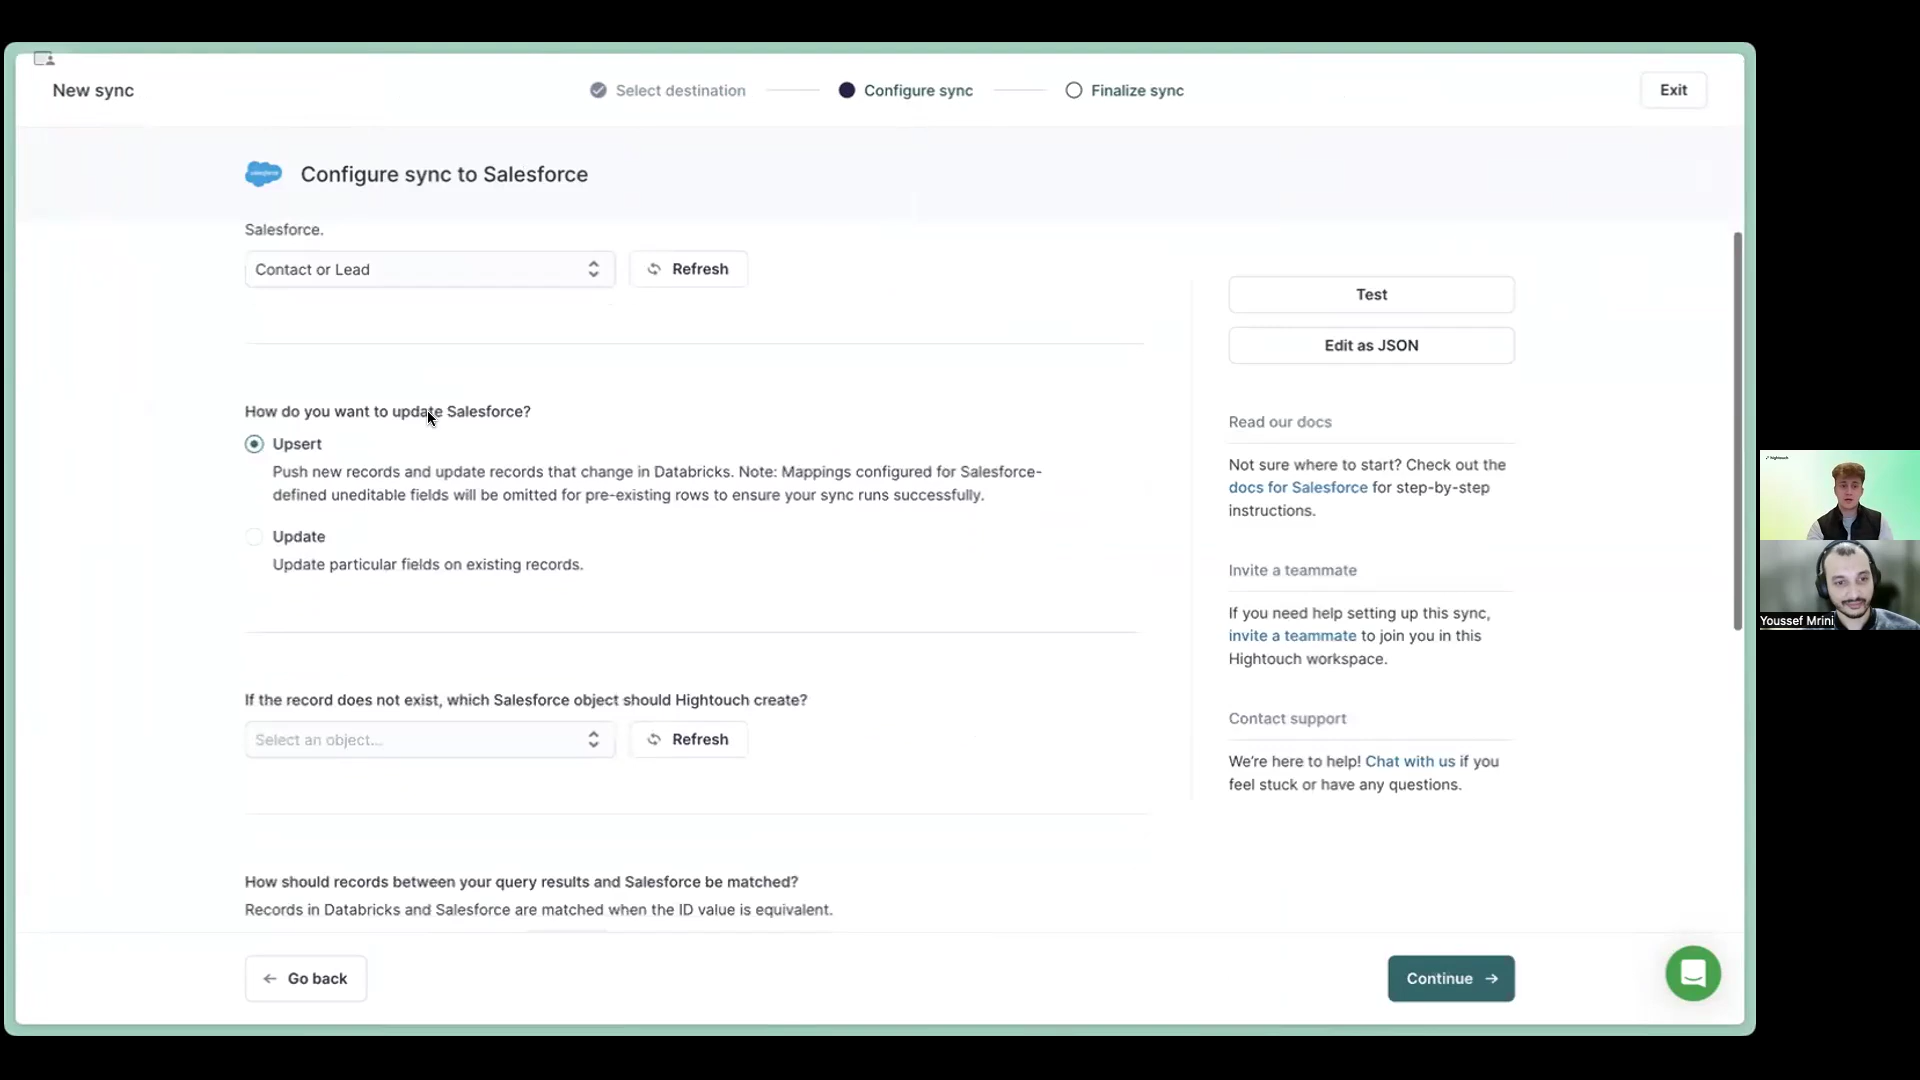 New sync
Select destination
Configure sync
Finalize sync
Exit
salesforce
Configure sync to Salesforce
Salesforce.
Contact or Lead
Refresh
Test
Edit as JSON
How do you want to update Salesforce?
Upsert
Push new records and update records that change in Databricks. Note: Mappings configured for Salesforce-
defined uneditable fields will be omitted for pre-existing rows to ensure your sync runs successfully.
Update
Update particular fields on existing records.
If the record does not exist, which Salesforce object should Hightouch create?
Select an object...
Refresh
How should records between your query results and Salesforce be matched?
Records in Databricks and Salesforce are matched when the ID value is equivalent.
Read our docs
Not sure where to start? Check out the
docs for Salesforce for step-by-step
instructions.
Invite a teammate
If you need help setting up this sync,
invite a teammate to join you in this
Hightouch workspace.
Contact support
We're here to help! Chat with us if you
feel stuck or have any questions.
Go back
Continue
Hightouch
Youssef Mrini